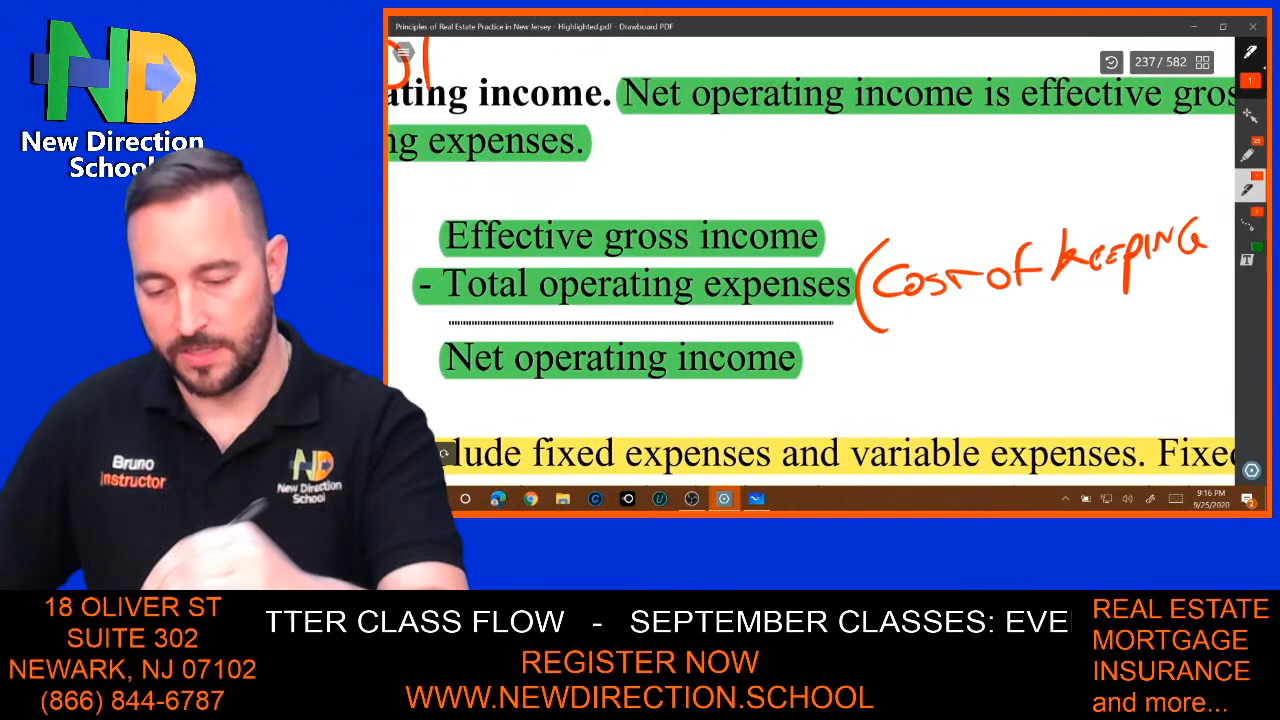 ND
New Direction
School
Principles of Real Estate Practice in New Jersey - Highlighted.pdf - Drawboard PDF
237 / 582
ating income. Net operating income is effective gros
ng expenses.
Effective gross income
- Total operating expenses
(Cost of keeping
Net operating income
lude fixed expenses and variable expenses. Fixed
9:16 PM
9/25/2020
Bruno
Instructor
ND
New Direction
School
18 OLIVER ST
SUITE 302
NEWARK, NJ 07102
(866) 844-6787
TTER CLASS FLOW - SEPTEMBER CLASSES: EVE
REGISTER NOW
WWW.NEWDIRECTION.SCHOOL
REAL ESTATE
MORTGAGE
INSURANCE
and more...